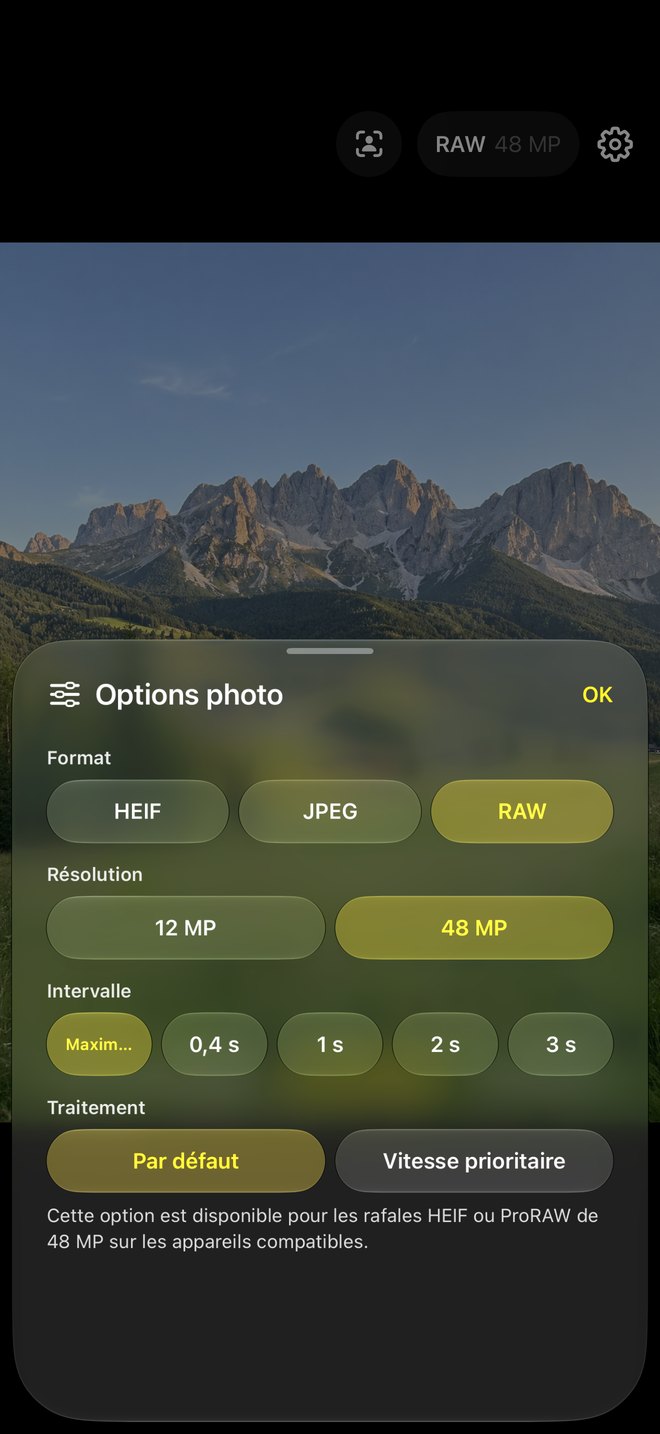 RAW 48 MP
Options photo
OK
Format
HEIF
JPEG
RAW
Résolution
12 MP
48 MP
Intervalle
Maxim...
0,4 s
1 s
2 s
3 s
Traitement
Par défaut
Vitesse prioritaire
Cette option est disponible pour les rafales HEIF ou ProRAW de
48 MP sur les appareils compatibles.